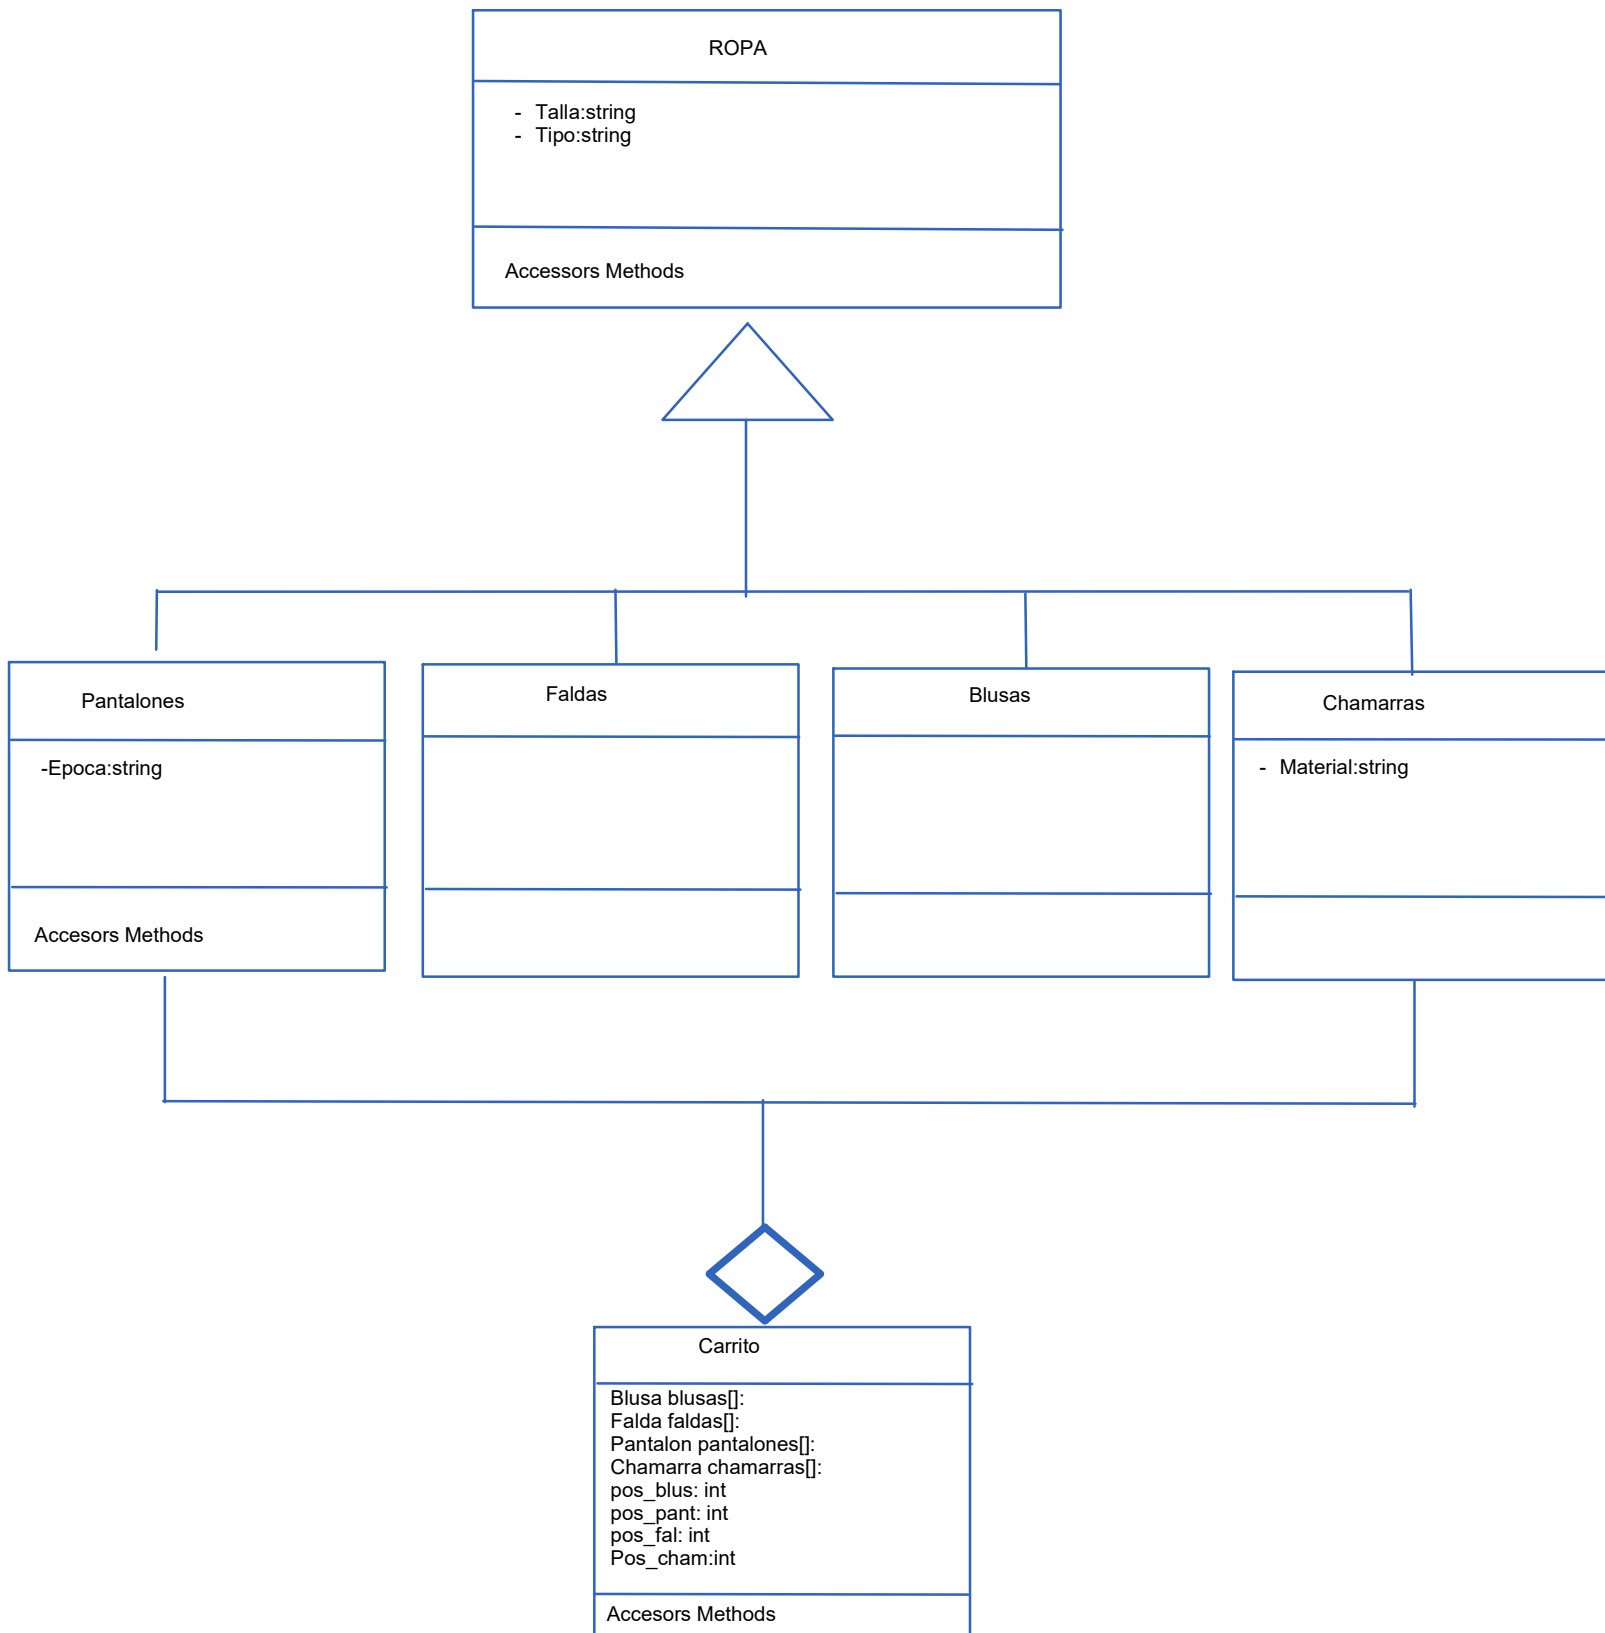 ROPA
- Talla:string
- Tipo:string
Accessors Methods
Pantalones
-Epoca:string
Accesors Methods
Faldas
Blusas
Chamarras
- Material:string
Carrito
Blusa blusas[]:
Falda faldas[]:
Pantalon pantalones[]:
Chamarra chamarras[]:
pos_blus: int
pos_pant: int
pos_fal: int
Pos_cham:int
Accesors Methods